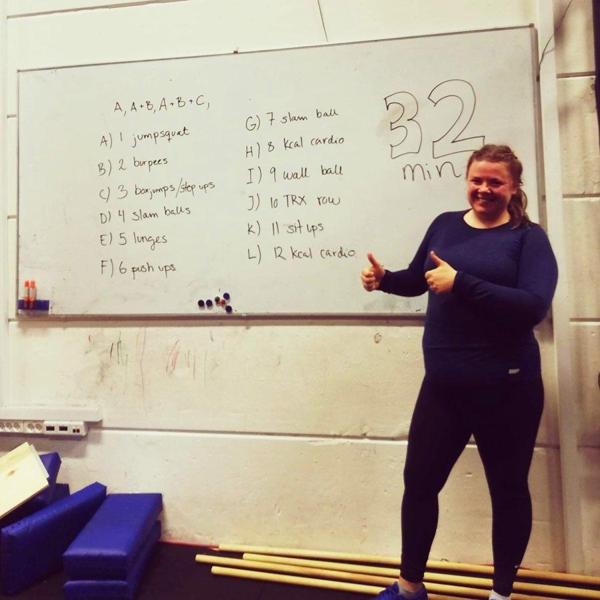 A, A+B, A+B+C,
A) 1 jumpsquat
B) 2 burpees
C) 3 boxjumps/step ups
D) 4 slam balls
E) 5 lunges
F) 6 push ups
G) 7 slam ball
H) 8 kcal cardio
I) 9 wall ball
J) 10 TRX row
K) 11 sit ups
L) 12 kcal cardio
32
min